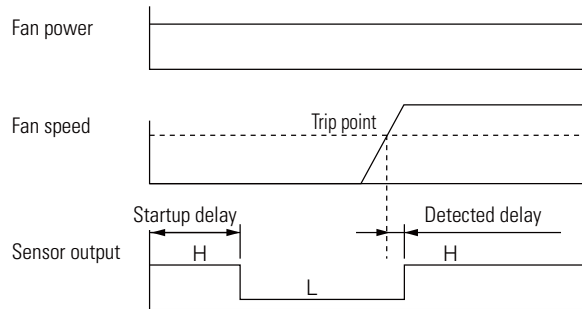 Fan power
Fan speed
Trip point
Startup delay
Detected delay
Sensor output
H
H
L